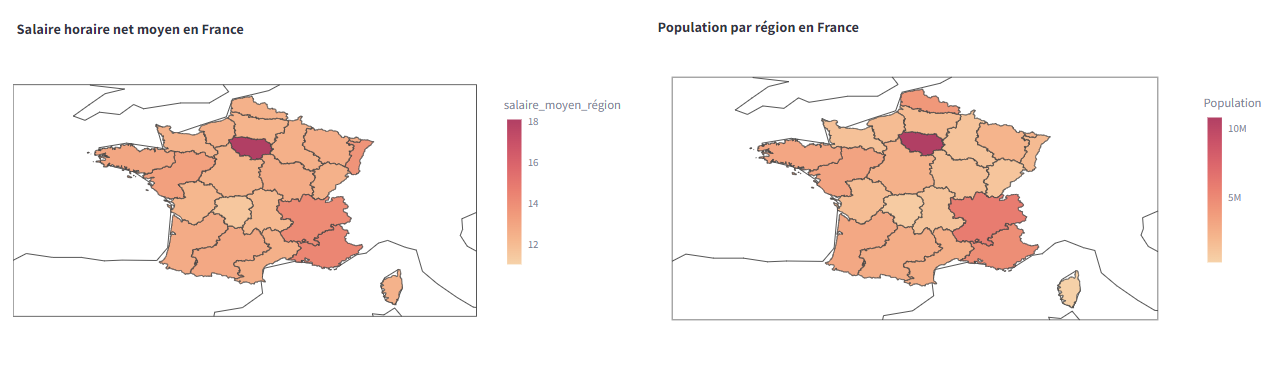 Salaire horaire net moyen en France
salaire_moyen_région
18
16
14
12
Population par région en France
Population
10M
5M